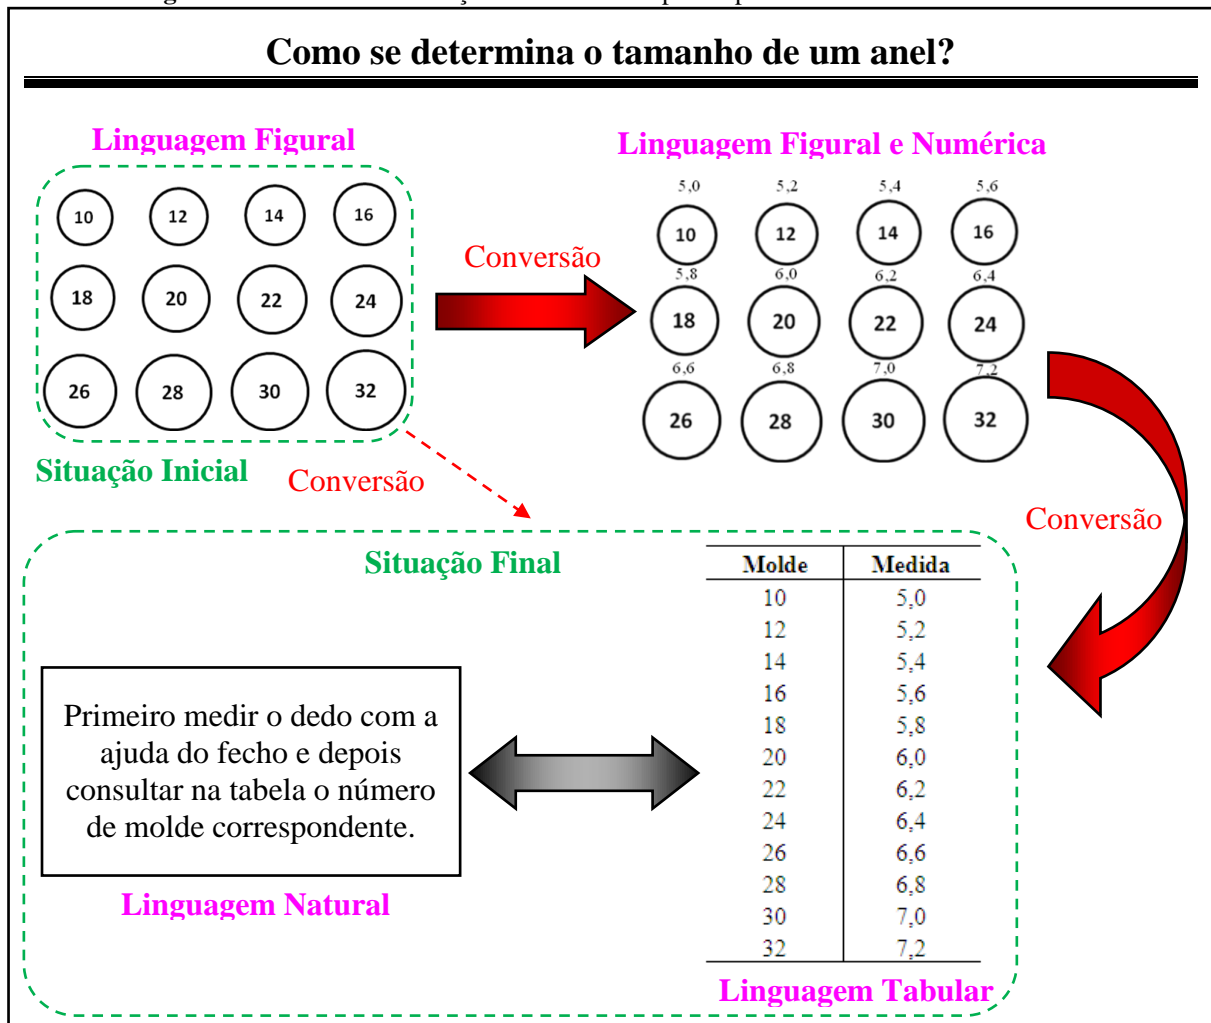 Como se determina o tamanho de um anel?
Linguagem Figural
10 12 14 16
18 20 22 24
26 28 30 32
Situação Inicial
Conversão
Linguagem Figural e Numérica
5,0 5,2 5,4 5,6
10 12 14 16
5,8 6,0 6,2 6,4
18 20 22 24
6,6 6,8 7,0 7,2
26 28 30 32
Conversão
Conversão
Situação Final
Primeiro medir o dedo com a
ajuda do fecho e depois
consultar na tabela o número
de molde correspondente.
Linguagem Natural
Molde Medida
10 5,0
12 5,2
14 5,4
16 5,6
18 5,8
20 6,0
22 6,2
24 6,4
26 6,6
28 6,8
30 7,0
32 7,2
Linguagem Tabular